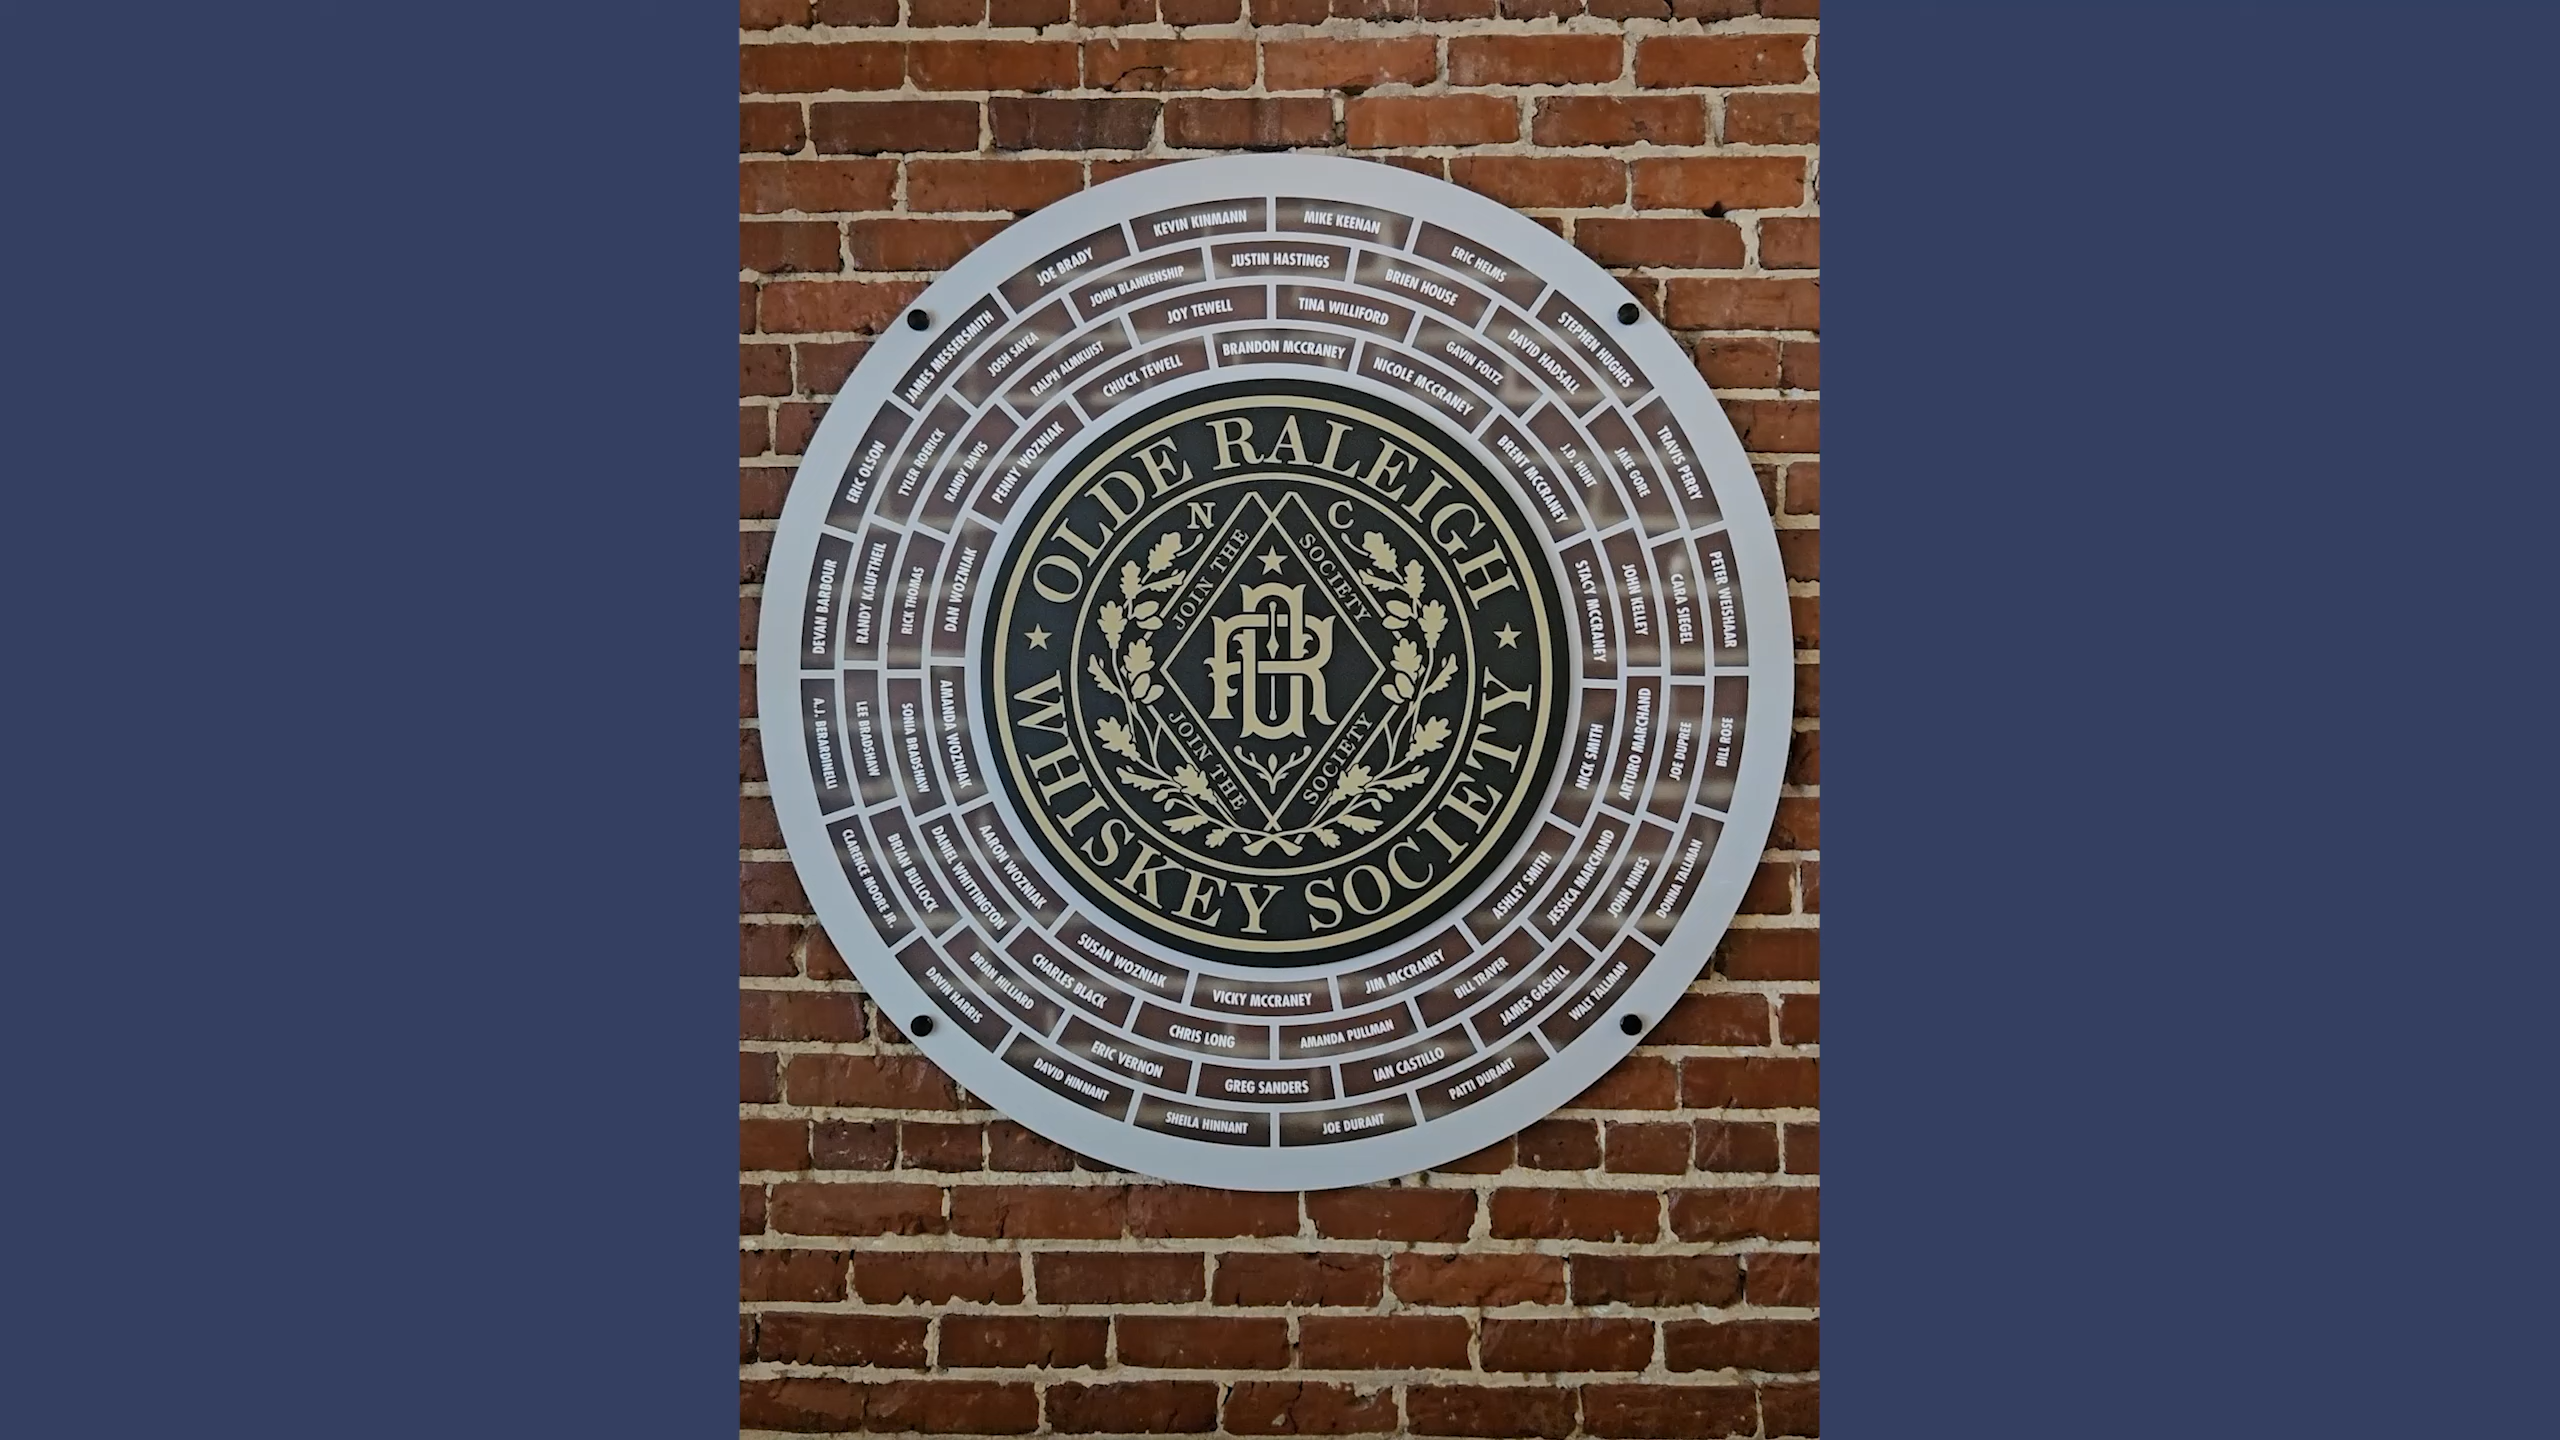 KEVIN KINMANN
MIKE KEENAN
ERIC HELMS
STEPHEN HUGHES
TRAVIS PERRY
PETER WEISHAAR
BILL ROSE
DONNA TALLMAN
WALT TALLMAN
PATTI DURANT
JOE DURANT
SHEILA HINNANT
DAVID HINNANT
DAVIN HARRIS
CLARENCE MOORE JR.
A.J. BERARDINELLI
DEVAN BARBOUR
ERIC OLSON
JAMES MESSERSMITH
JOE BRADY
JUSTIN HASTINGS
BRIEN HOUSE
DAVID HADSALL
JAKE GORE
CARA SIEGEL
JOE DUPREE
JOHN NINES
JAMES GASKILL
IAN CASTILLO
GREG SANDERS
ERIC VERNON
BRIAN HILLIARD
BRIAN BULLOCK
LEE BRADSHAW
RANDY KAUFTHEIL
TYLER ROERICK
JOSH SAVEA
JOHN BLANKENSHIP
JOY TEWELL
TINA WILLIFORD
GAVIN FOLTZ
J.D. HUNT
JOHN KELLEY
ARTURO MARCHAND
JESSICA MARCHAND
BILL TRAVER
AMANDA PULLMAN
CHRIS LONG
CHARLES BLACK
DANIEL WHITTINGTON
SONIA BRADSHAW
RICK THOMAS
RANDY DAVIS
RALPH ALMKUIST
CHUCK TEWELL
BRANDON MCCRANEY
NICOLE MCCRANEY
BRENT MCCRANEY
STACY MCCRANEY
NICK SMITH
ASHLEY SMITH
JIM MCCRANEY
VICKY MCCRANEY
SUSAN WOZNIAK
AARON WOZNIAK
AMANDA WOZNIAK
DAN WOZNIAK
PENNY WOZNIAK
OLDE RALEIGH
WHISKEY SOCIETY
N C
JOIN THE SOCIETY
JOIN THE SOCIETY
OR